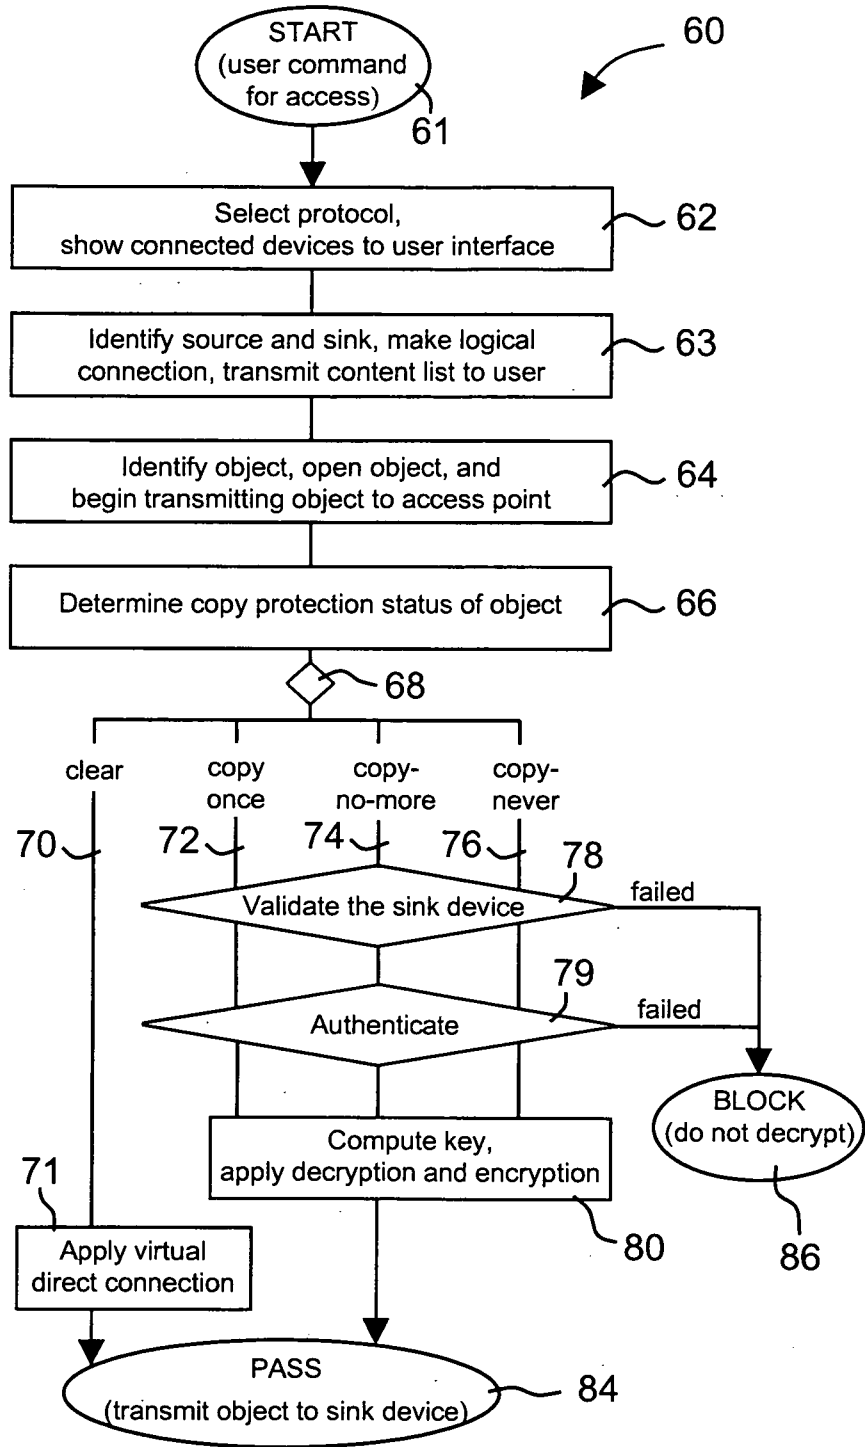 START
(user command
for access)
60
61
Select protocol,
show connected devices to user interface
62
Identify source and sink, make logical
connection, transmit content list to user
63
Identify object, open object, and
begin transmitting object to access point
64
Determine copy protection status of object
66
68
clear
copy
once
copy-
no-more
copy-
never
70
72
74
76
78
Validate the sink device
failed
79
Authenticate
failed
BLOCK
(do not decrypt)
86
Compute key,
apply decryption and encryption
80
71
Apply virtual
direct connection
PASS
(transmit object to sink device)
84